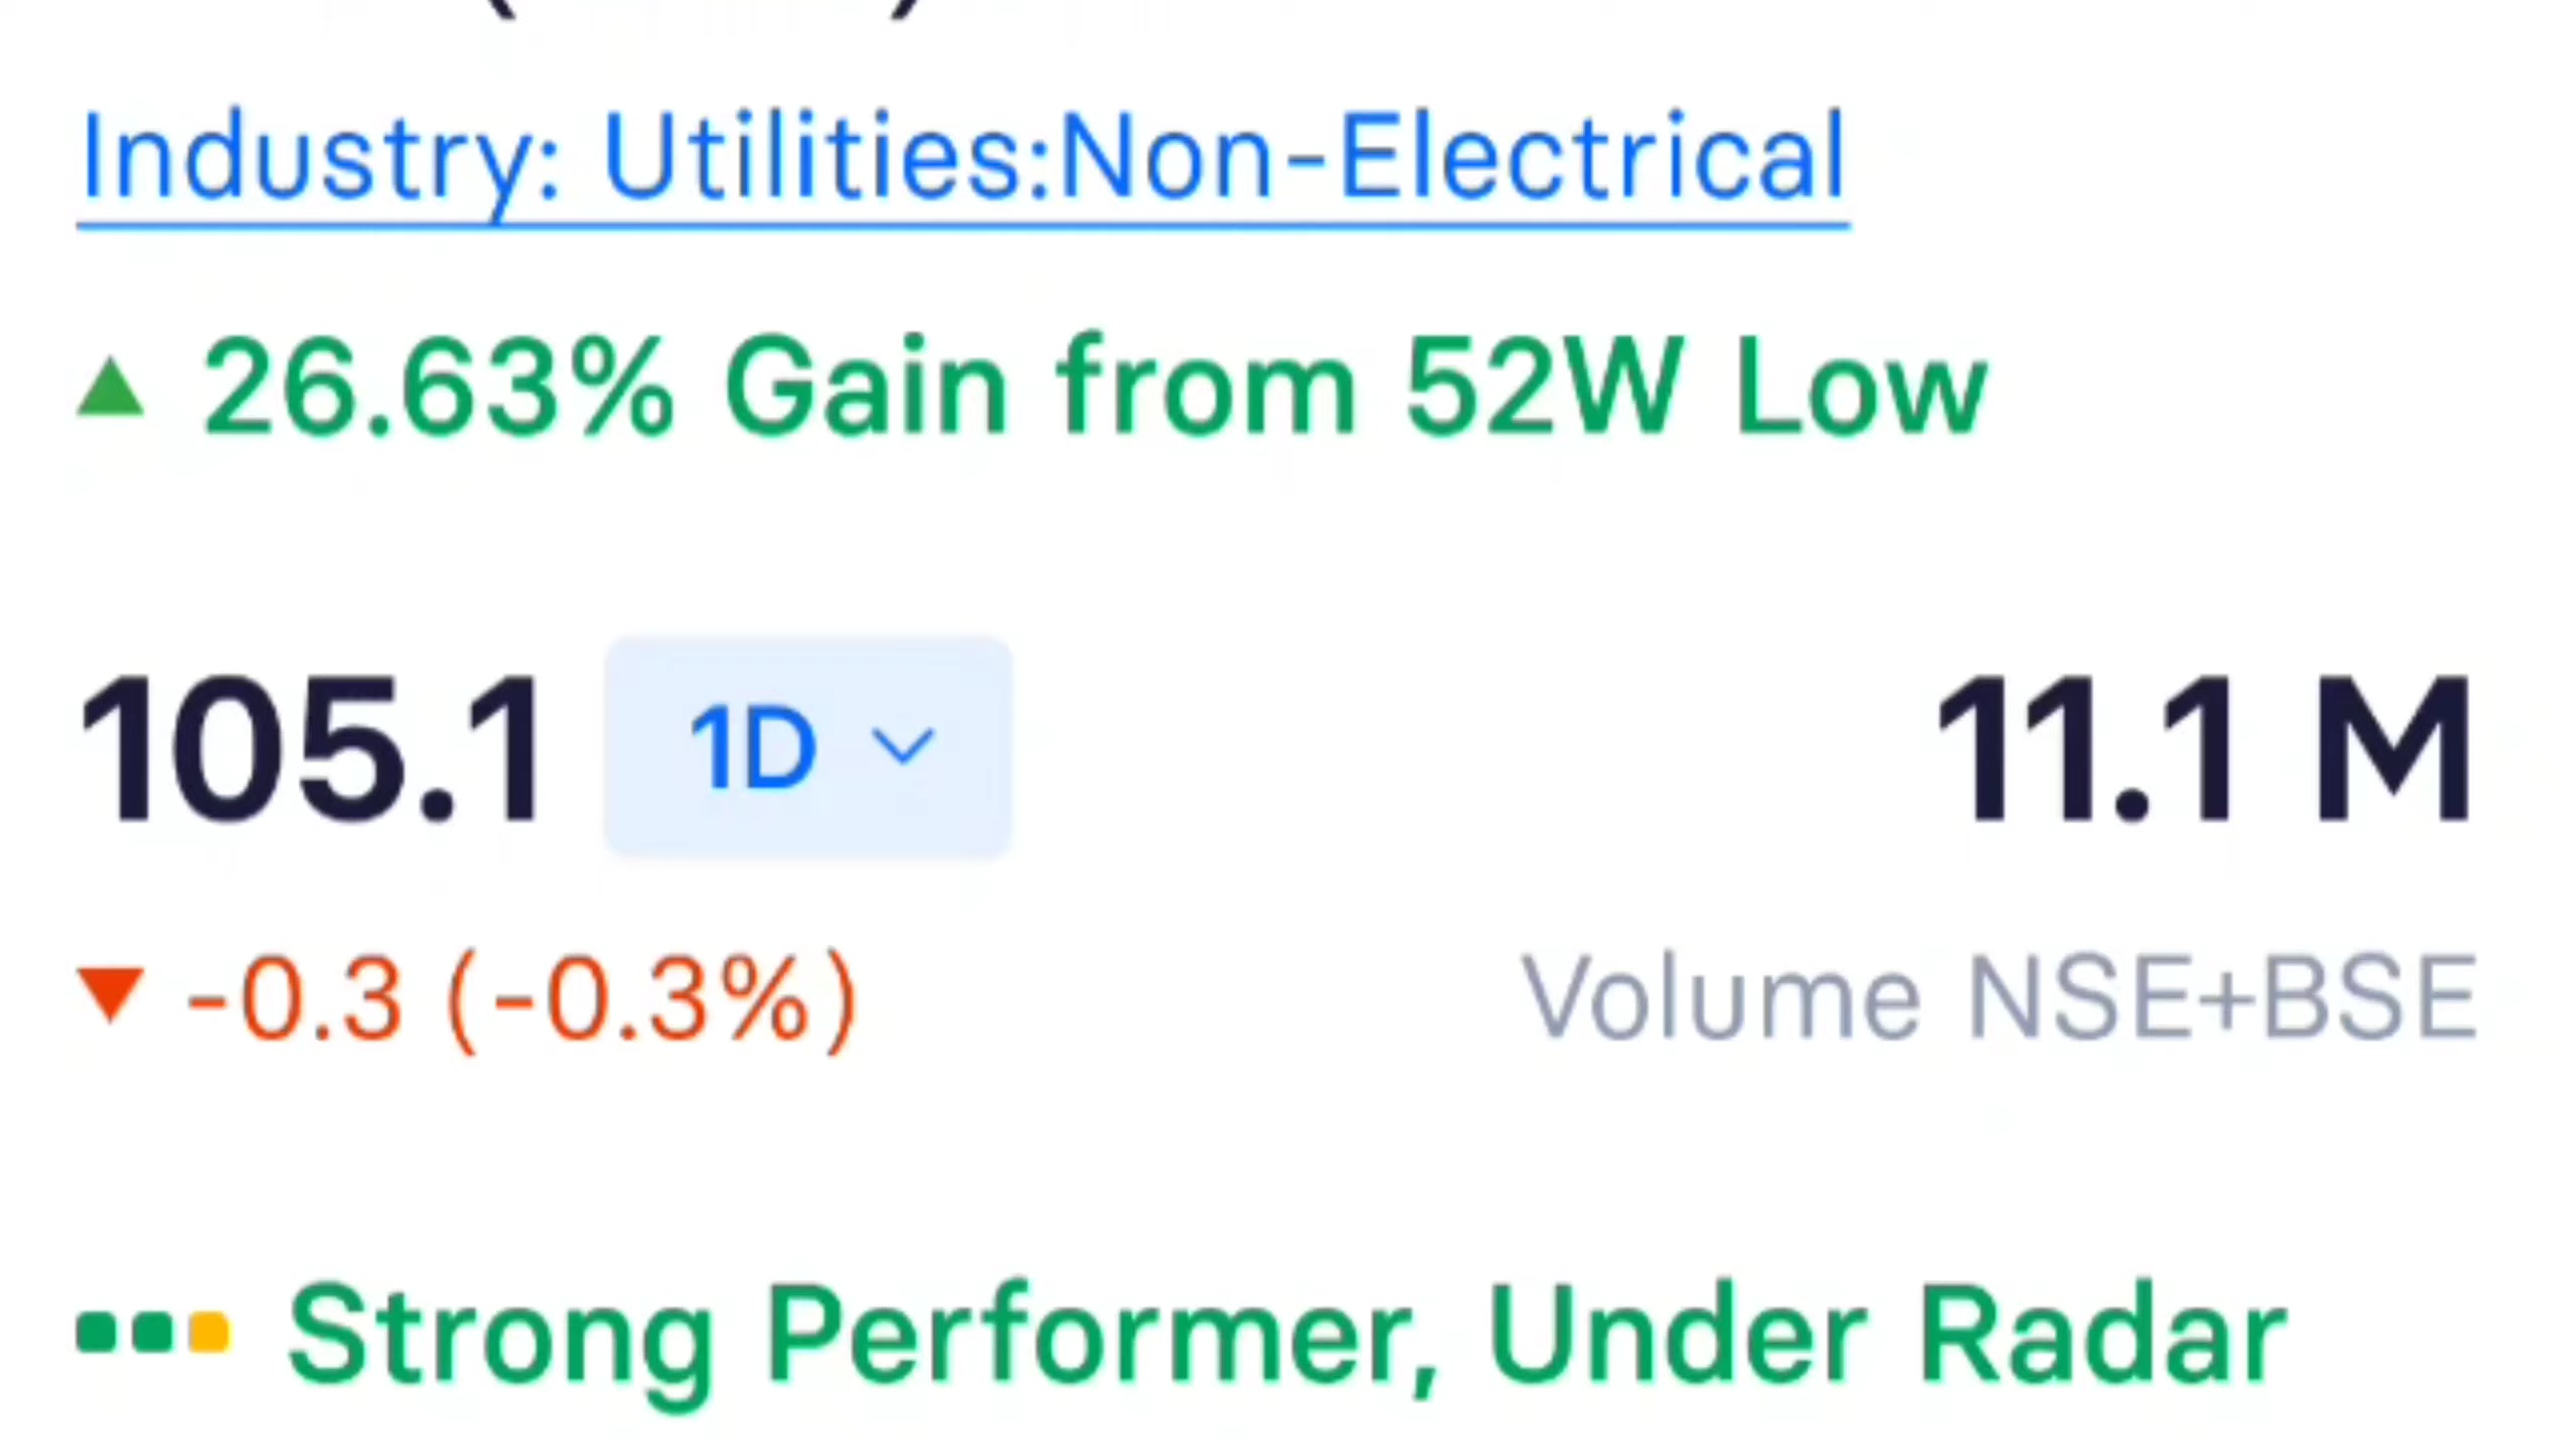 Industry: Utilities:Non-Electrical
▲ 26.63% Gain from 52W Low
105.1 1D 11.1 M
▼ -0.3 (-0.3%) Volume NSE+BSE
Strong Performer, Under Radar